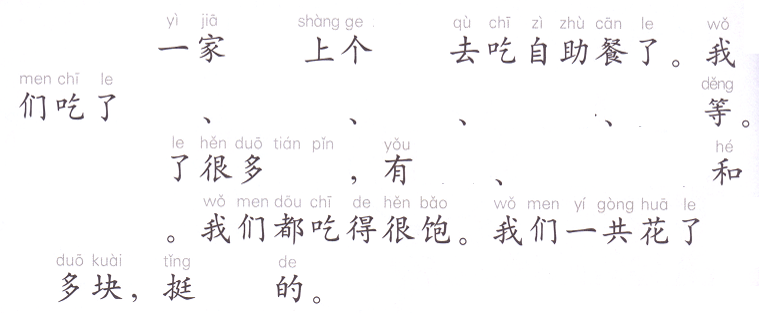 yì jiā shàng ge qù chī zì zhù cān le wǒ
一家 上个 去吃自助餐了。我
men chī le děng
们吃了 、 、 、 、 等。
le hěn duō tián pǐn yǒu hé
了很多 ，有 、 和
wǒ men dōu chī de hěn bǎo wǒ men yí gòng huā le
。我们都吃得很饱。我们一共花了
duō kuài tǐng de
多块，挺 的。